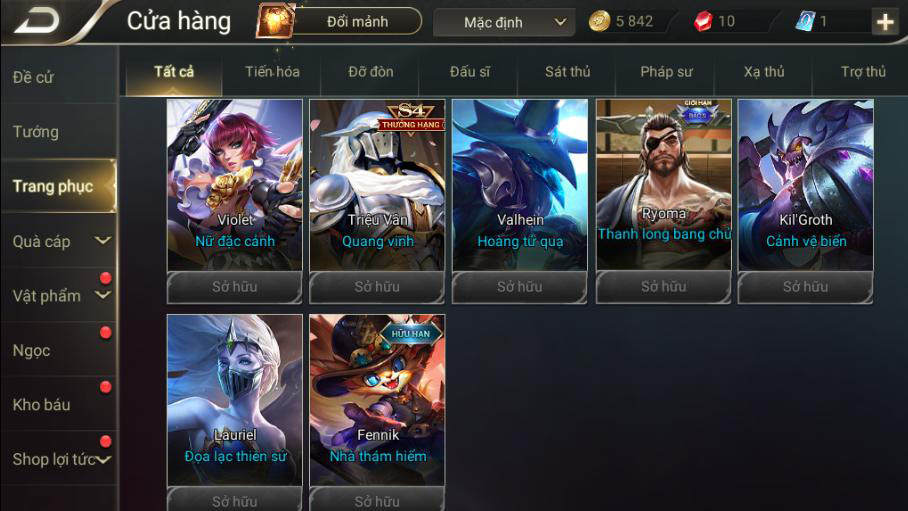 Cửa hàng
Đổi mảnh
Mặc định
5 842
10
1
Đề cử
Tướng
Trang phục
Quà cáp
Vật phẩm
Ngọc
Kho báu
Shop lợi tức
Tất cả
Tiến hóa
Đỡ đòn
Đấu sĩ
Sát thủ
Pháp sư
Xạ thủ
Trợ thủ
Violet
Nữ đặc cảnh
Sở hữu
S4
THƯỞNG HẠNG
Triệu Vân
Quang vinh
Sở hữu
Valhein
Hoàng tử quạ
Sở hữu
GIỚI HẠN
Ryoma
Thanh long bang chủ
Sở hữu
Kil'Groth
Cảnh vệ biển
Sở hữu
Lauriel
Đọa lạc thiên sứ
Sở hữu
HỮU HẠN
Fennik
Nhà thám hiểm
Sở hữu